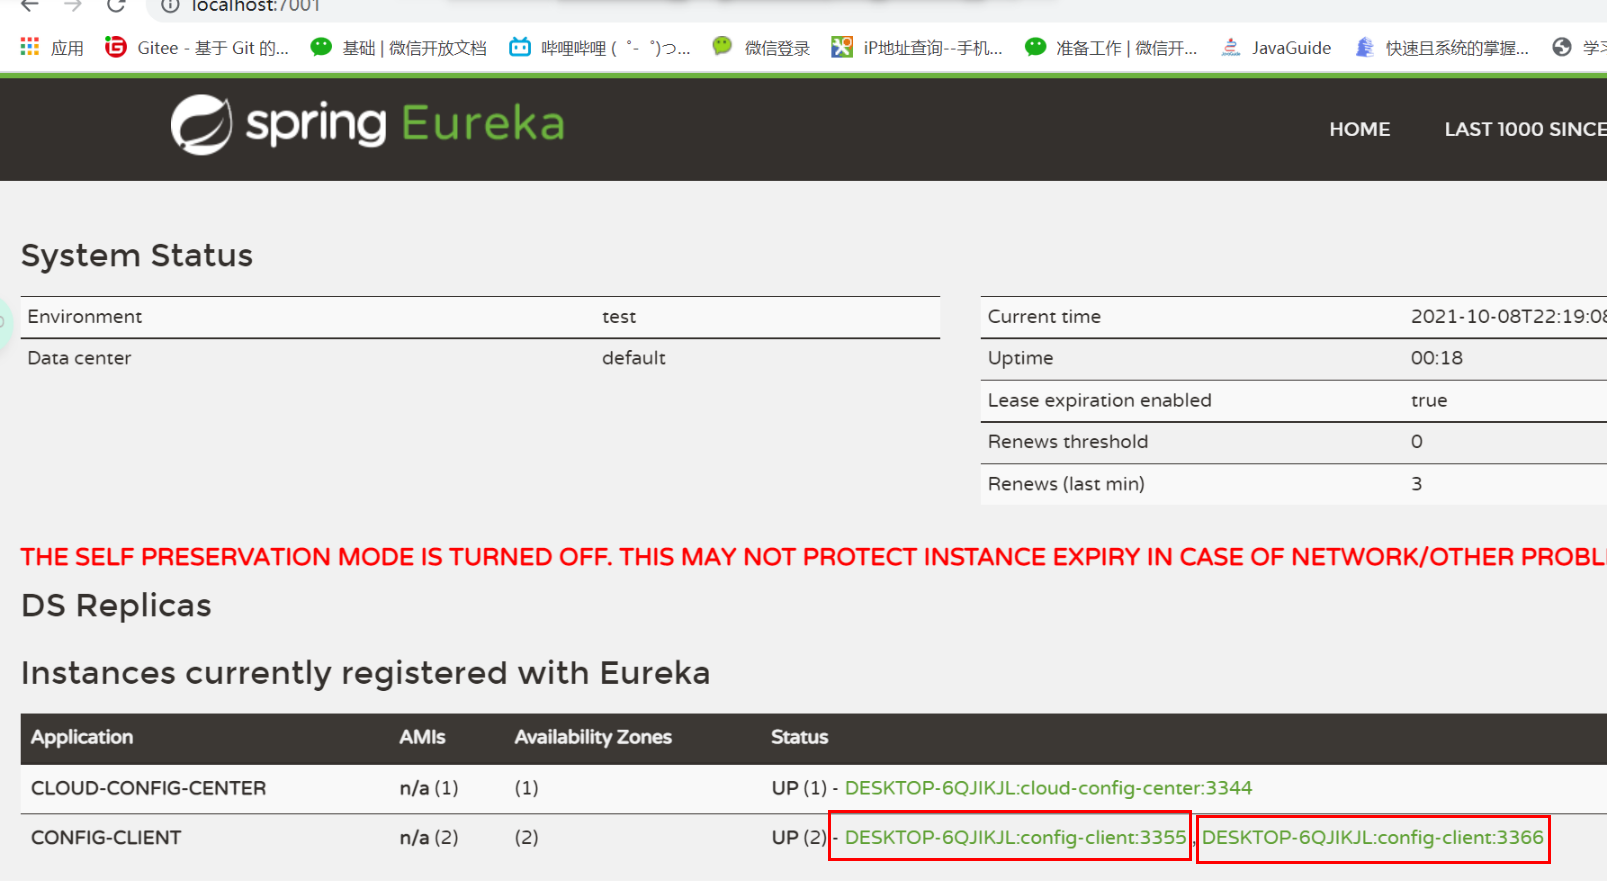 localhost:7001
应用 Gitee - 基于 Git 的... 基础 | 微信开放文档 哔哩哔哩 ( ゜- ゜)つ... 微信登录 iP地址查询--手机... 准备工作 | 微信开... JavaGuide 快速且系统的掌握... 学习
spring Eureka HOME LAST 1000 SINCE
System Status
Environment test Current time 2021-10-08T22:19:08
Data center default Uptime 00:18
Lease expiration enabled true
Renews threshold 0
Renews (last min) 3
THE SELF PRESERVATION MODE IS TURNED OFF. THIS MAY NOT PROTECT INSTANCE EXPIRY IN CASE OF NETWORK/OTHER PROBL
DS Replicas
Instances currently registered with Eureka
Application AMIs Availability Zones Status
CLOUD-CONFIG-CENTER n/a (1) (1) UP (1) - DESKTOP-6QJIKJL:cloud-config-center:3344
CONFIG-CLIENT n/a (2) (2) UP (2) - DESKTOP-6QJIKJL:config-client:3355 , DESKTOP-6QJIKJL:config-client:3366